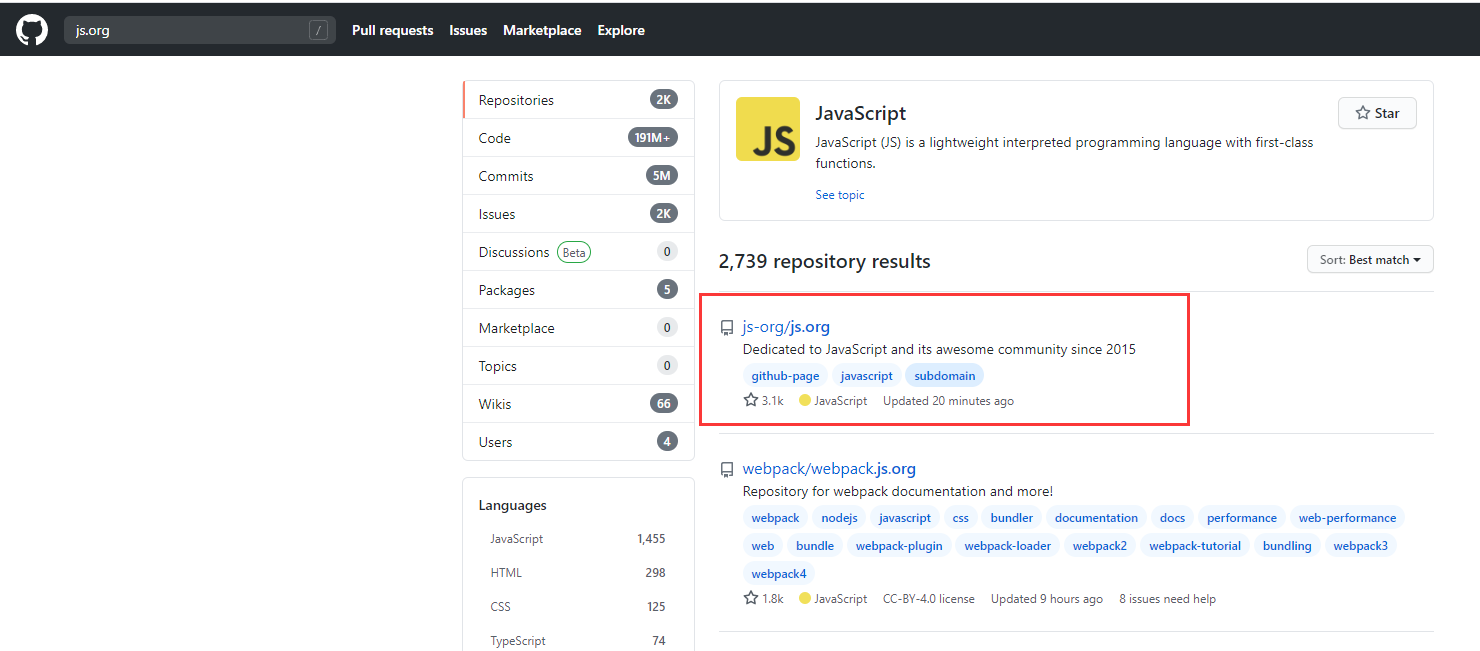 js.org /
Pull requests Issues Marketplace Explore
Repositories 2K
Code 191M+
Commits 5M
Issues 2K
Discussions Beta 0
Packages 5
Marketplace 0
Topics 0
Wikis 66
Users 4
Languages
JavaScript 1,455
HTML 298
CSS 125
TypeScript 74
JS
JavaScript
Star
JavaScript (JS) is a lightweight interpreted programming language with first-class
functions.
See topic
2,739 repository results
Sort: Best match
js-org/js.org
Dedicated to JavaScript and its awesome community since 2015
github-page javascript subdomain
3.1k JavaScript Updated 20 minutes ago
webpack/webpack.js.org
Repository for webpack documentation and more!
webpack nodejs javascript css bundler documentation docs performance web-performance
web bundle webpack-plugin webpack-loader webpack2 webpack-tutorial bundling webpack3
webpack4
1.8k JavaScript CC-BY-4.0 license Updated 9 hours ago 8 issues need help